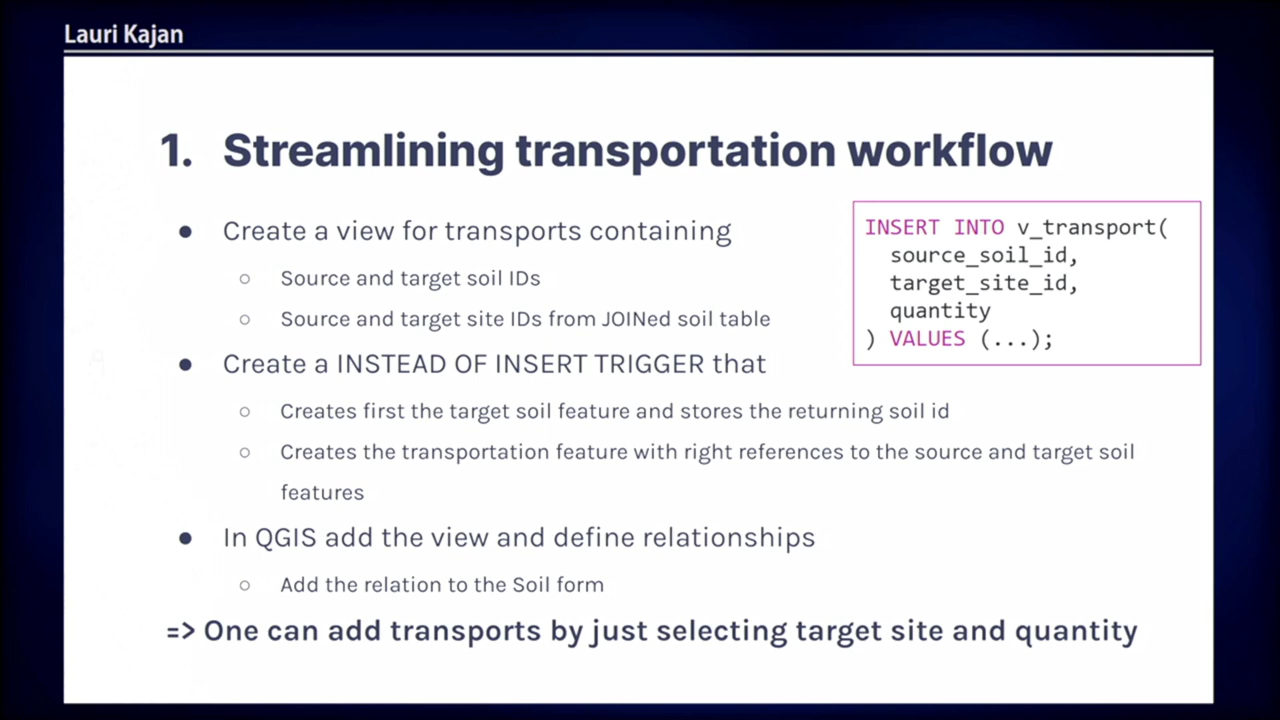 Lauri Kajan
1. Streamlining transportation workflow
● Create a view for transports containing
○ Source and target soil IDs
○ Source and target site IDs from JOINed soil table
● Create a INSTEAD OF INSERT TRIGGER that
○ Creates first the target soil feature and stores the returning soil id
○ Creates the transportation feature with right references to the source and target soil
features
● In QGIS add the view and define relationships
○ Add the relation to the Soil form
=> One can add transports by just selecting target site and quantity
INSERT INTO v_transport(
source_soil_id,
target_site_id,
quantity
) VALUES (...);